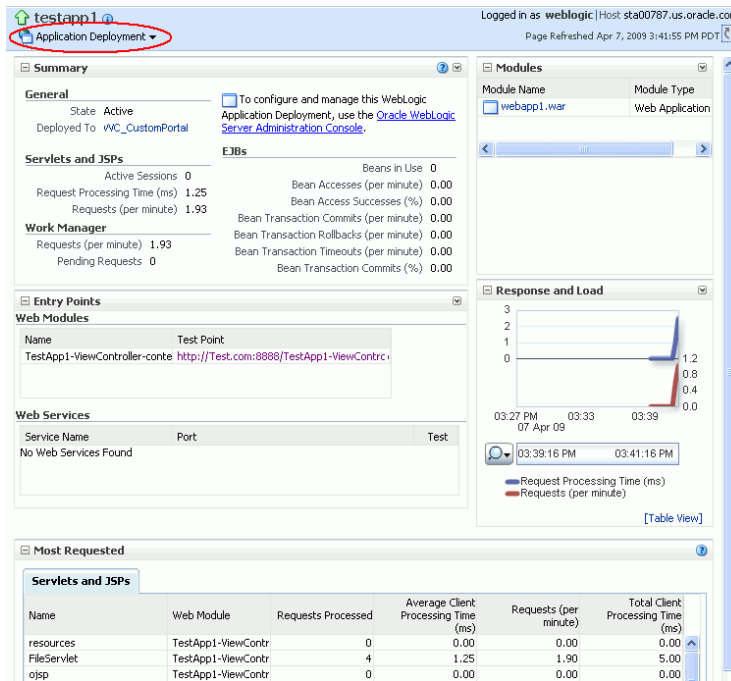 testapp1
Logged in as weblogic|Host sta00787.us.oracle.com
Application Deployment
Page Refreshed Apr 7, 2009 3:41:55 PM PDT
Summary
General
State Active
Deployed To WC_CustomPortal
To configure and manage this WebLogic
Application Deployment, use the Oracle WebLogic
Server Administration Console.
Servlets and JSPs
Active Sessions 0
Request Processing Time (ms) 1.25
Requests (per minute) 1.93
Work Manager
Requests (per minute) 1.93
Pending Requests 0
EJBs
Beans in Use 0
Bean Accesses (per minute) 0.00
Bean Access Successes (%) 0.00
Bean Transaction Commits (per minute) 0.00
Bean Transaction Rollbacks (per minute) 0.00
Bean Transaction Timeouts (per minute) 0.00
Bean Transaction Commits (%) 0.00
Modules
Module Name Module Type
webapp1.war Web Application
Entry Points
Web Modules
Name Test Point
TestApp1-ViewController-conte http://Test.com:8888/TestApp1-ViewContrc
Web Services
Service Name Port Test
No Web Services Found
Response and Load
3
2
1
0
1.2
0.8
0.4
0.0
03:27 PM 03:33 03:39
07 Apr 09
03:39:16 PM 03:41:16 PM
Request Processing Time (ms)
Requests (per minute)
[Table View]
Most Requested
Servlets and JSPs
Name Web Module Requests Processed Average Client Processing Time (ms) Requests (per minute) Total Client Processing Time (ms)
resources TestApp1-ViewContr 0 0.00 0.00 0.00
FileServlet TestApp1-ViewContr 4 1.25 1.90 5.00
ojsp TestApp1-ViewContr 0 0.00 0.00 0.00